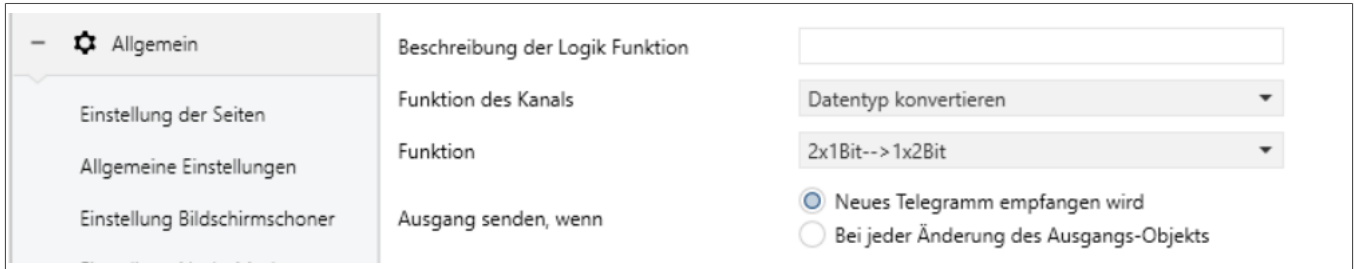 Allgemein
Beschreibung der Logik Funktion
Einstellung der Seiten
Funktion des Kanals
Datentyp konvertieren
Allgemeine Einstellungen
Funktion
2x1Bit-->1x2Bit
Einstellung Bildschirmschoner
Ausgang senden, wenn
Neues Telegramm empfangen wird
Bei jeder Änderung des Ausgangs-Objekts